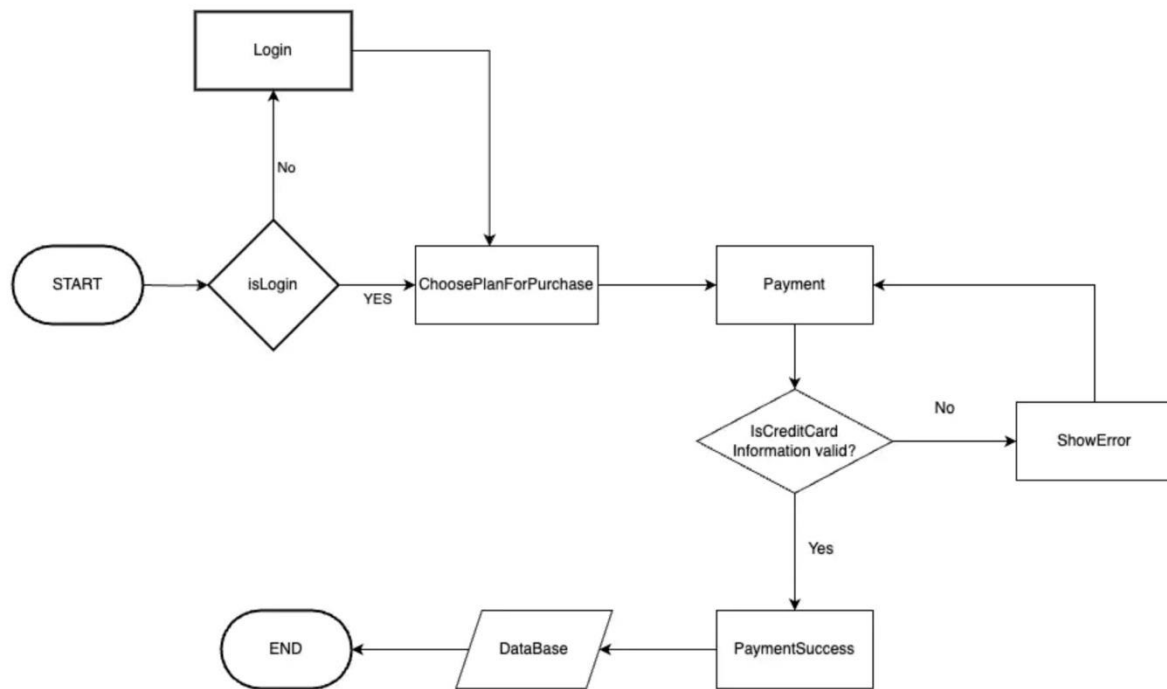 Login
No
START
isLogin
YES
ChoosePlanForPurchase
Payment
IsCreditCard
Information valid?
No
ShowError
Yes
END
DataBase
PaymentSuccess